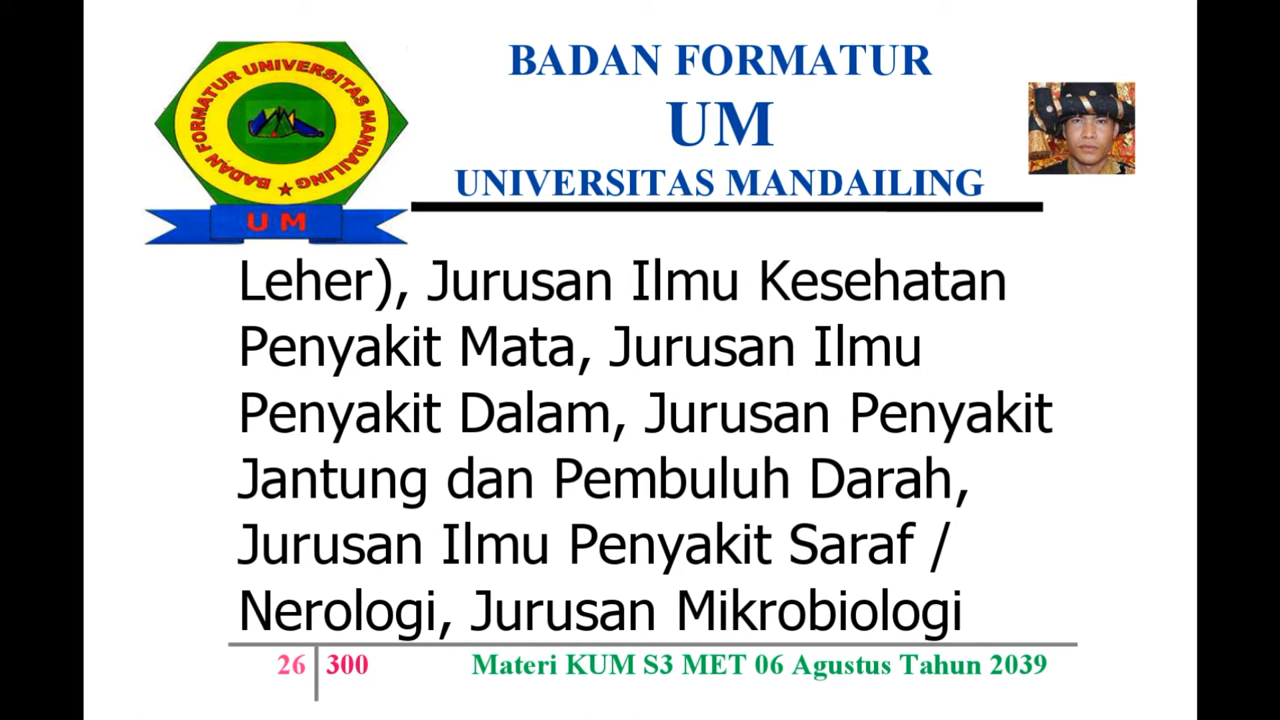 BADAN FORMATUR UNIVERSITAS MANDAILING
U M
BADAN FORMATUR
UM
UNIVERSITAS MANDAILING
Leher), Jurusan Ilmu Kesehatan
Penyakit Mata, Jurusan Ilmu
Penyakit Dalam, Jurusan Penyakit
Jantung dan Pembuluh Darah,
Jurusan Ilmu Penyakit Saraf /
Nerologi, Jurusan Mikrobiologi
26 300 Materi KUM S3 MET 06 Agustus Tahun 2039